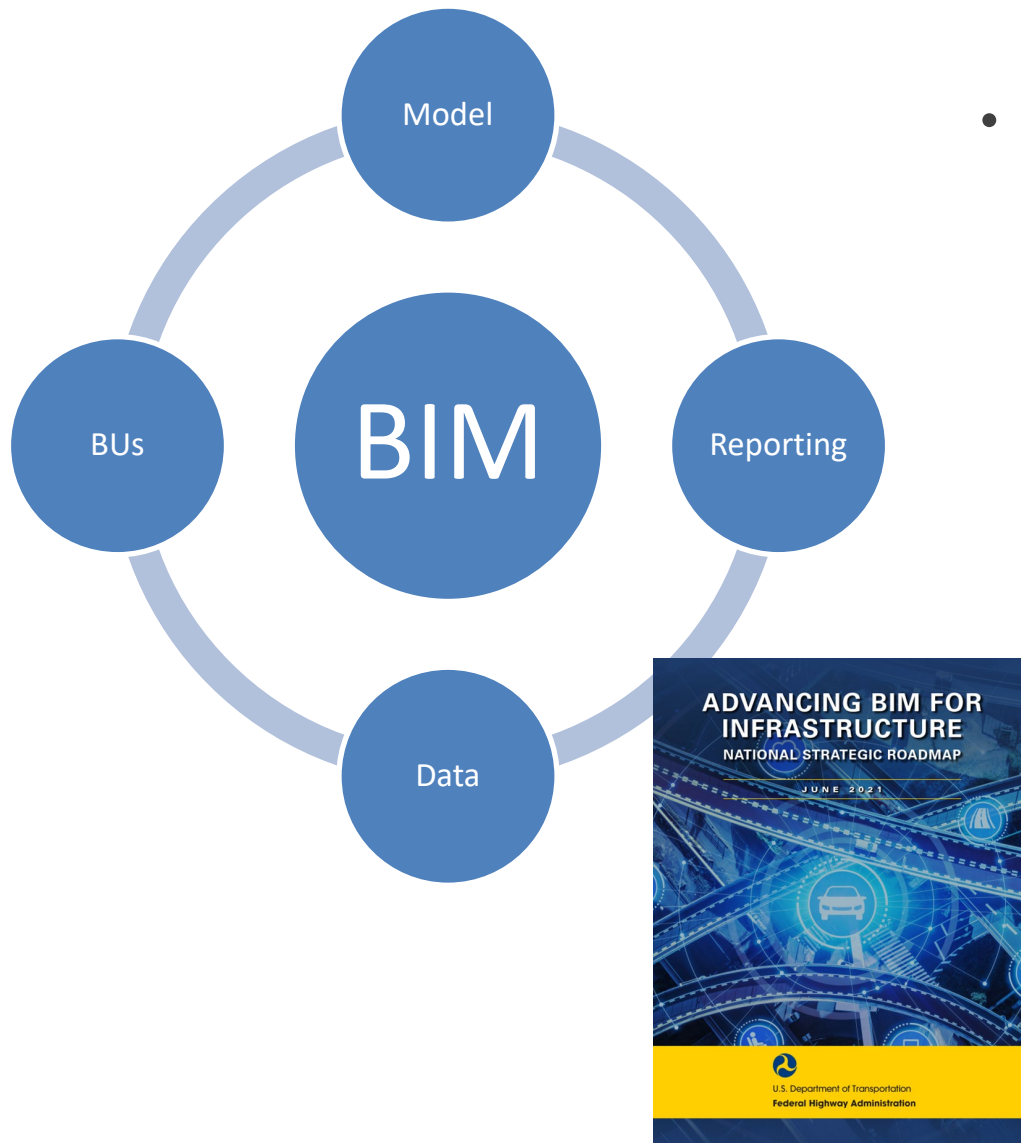 Model
•
BUs
BIM
Reporting
Data
ADVANCING BIM FOR
INFRASTRUCTURE
NATIONAL STRATEGIC ROADMAP
JUNE 2021
U.S. Department of Transportation
Federal Highway Administration